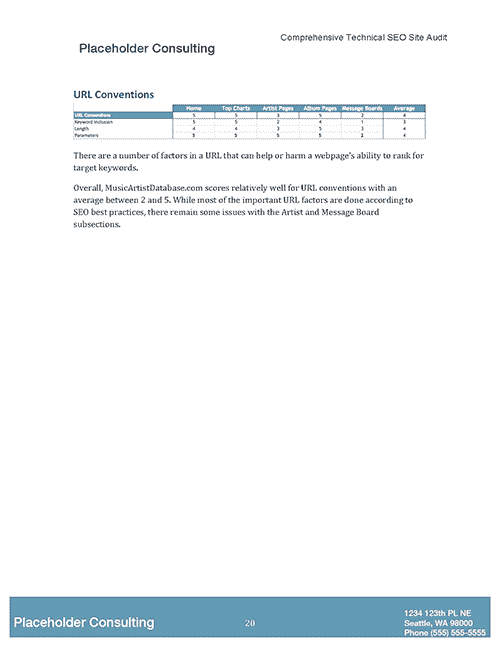 Comprehensive Technical SEO Site Audit
Placeholder Consulting
URL Conventions
Home Top Charts Artist Pages Album Pages Message Boards Average
URL Conventions 5 5 3 5 2 4
Keyword Inclusion 5 5 2 4 1 3
Length 4 4 3 5 3 4
Parameters 5 5 5 5 2 4
There are a number of factors in a URL that can help or harm a webpage's ability to rank for
target keywords.
Overall, MusicArtistDatabase.com scores relatively well for URL conventions with an
average between 2 and 5. While most of the important URL factors are done according to
SEO best practices, there remain some issues with the Artist and Message Board
subsections.
Placeholder Consulting
20
1234 123th PL NE
Seattle, WA 98000
Phone (555) 555-5555